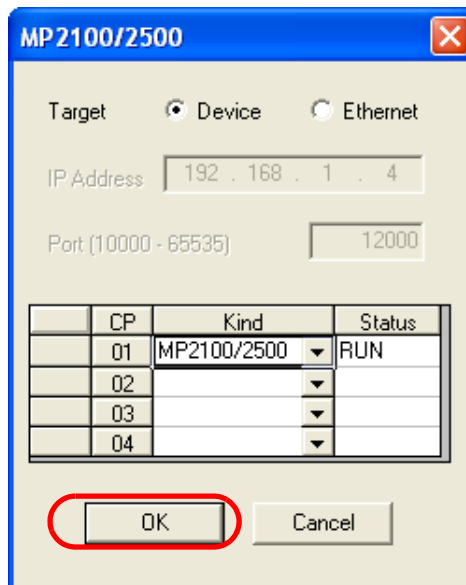 MP2100/2500
Target Device Ethernet
IP Address 192 . 168 . 1 . 4
Port (10000 - 65535) 12000
CP Kind Status
01 MP2100/2500 RUN
02
03
04
OK Cancel